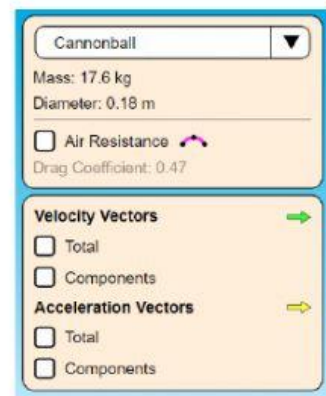 Cannonball
Mass: 17.6 kg
Diameter: 0.18 m
Air Resistance
Drag Coefficient: 0.47
Velocity Vectors
Total
Components
Acceleration Vectors
Total
Components